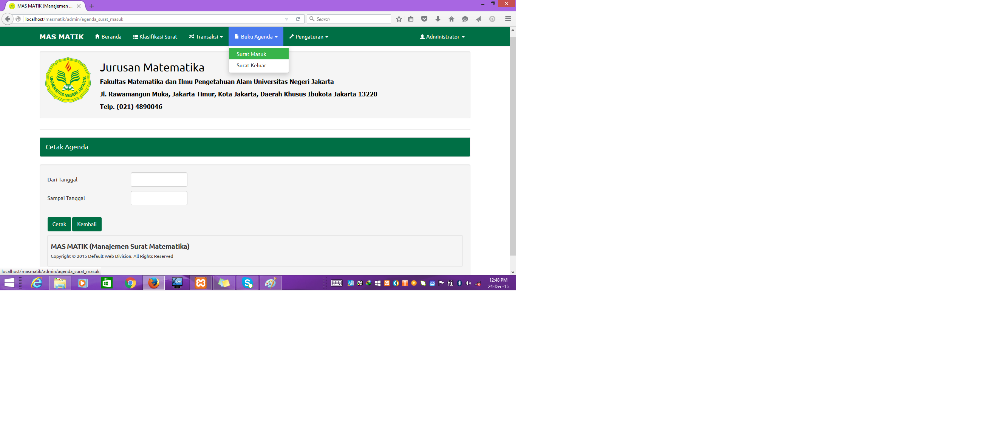 MAS MATIK (Manajemen ...
localhost/masmatik/admin/agenda_surat_masuk
Search
MAS MATIK
Beranda
Klasifikasi Surat
Transaksi
Buku Agenda
Pengaturan
Administrator
Surat Masuk
Surat Keluar
UNIVERSITAS NEGERI JAKARTA
Jurusan Matematika
Fakultas Matematika dan Ilmu Pengetahuan Alam Universitas Negeri Jakarta
Jl. Rawamangun Muka, Jakarta Timur, Kota Jakarta, Daerah Khusus Ibukota Jakarta 13220
Telp. (021) 4890046
Cetak Agenda
Dari Tanggal
Sampai Tanggal
Cetak
Kembali
MAS MATIK (Manajemen Surat Matematika)
Copyright © 2015 Default Web Division. All Rights Reserved
localhost/masmatik/admin/agenda_surat_masuk
KMP
12:48 PM
24-Dec-15